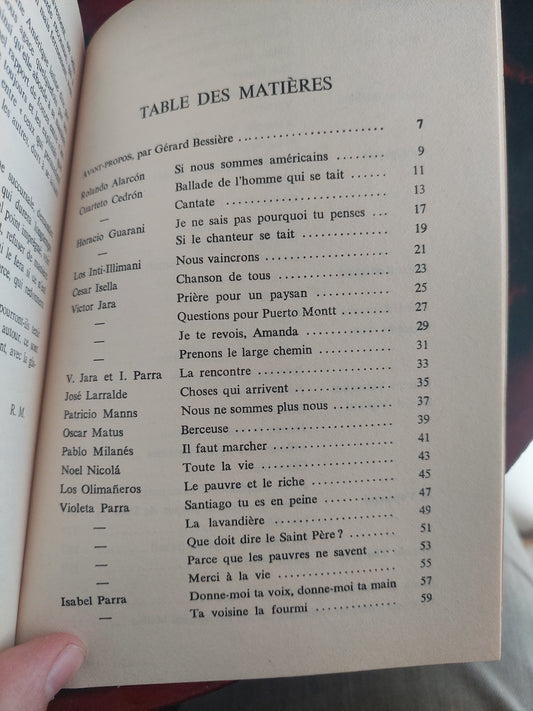 TABLE DES MATIÈRES
AVANT-PROPOS, par Gérard Bessière ........................ 7
Rolando Alarcón Si nous sommes américains ......... 9
Cuarteto Cedrón Ballade de l'homme qui se tait ....... 11
— Cantate ............................ 13
Horacio Guarani Je ne sais pas pourquoi tu penses ... 17
Si le chanteur se tait ................ 19
Los Inti-Illimani Nous vaincrons ..................... 21
Cesar Isella Chanson de tous .................... 23
Victor Jara Prière pour un paysan .............. 25
— Questions pour Puerto Montt ........ 27
— Je te revois, Amanda ............... 29
— Prenons le large chemin ............ 31
V. Jara et I. Parra La rencontre ....................... 33
José Larralde Choses qui arrivent ................ 35
Patricio Manns Nous ne sommes plus nous .......... 37
Oscar Matus Berceuse ........................... 39
Pablo Milanés Il faut marcher .................... 41
Noel Nicolá Toute la vie ....................... 43
Los Olimañeros Le pauvre et le riche .............. 45
Violeta Parra Santiago tu es en peine ............ 47
— La lavandière ...................... 49
— Que doit dire le Saint Père ? ........ 51
— Parce que les pauvres ne savent .... 53
— Merci à la vie ..................... 55
Isabel Parra Donne-moi ta voix, donne-moi ta main 57
— Ta voisine la fourmi ............... 59
R. M.